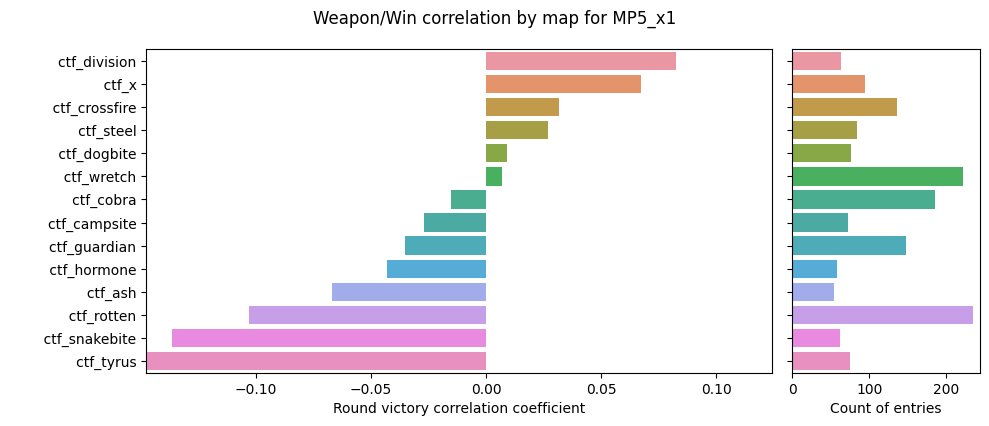 Weapon/Win correlation by map for MP5_x1
ctf_division
ctf_x
ctf_crossfire
ctf_steel
ctf_dogbite
ctf_wretch
ctf_cobra
ctf_campsite
ctf_guardian
ctf_hormone
ctf_ash
ctf_rotten
ctf_snakebite
ctf_tyrus
−0.10 −0.05 0.00 0.05 0.10
Round victory correlation coefficient
0 100 200
Count of entries